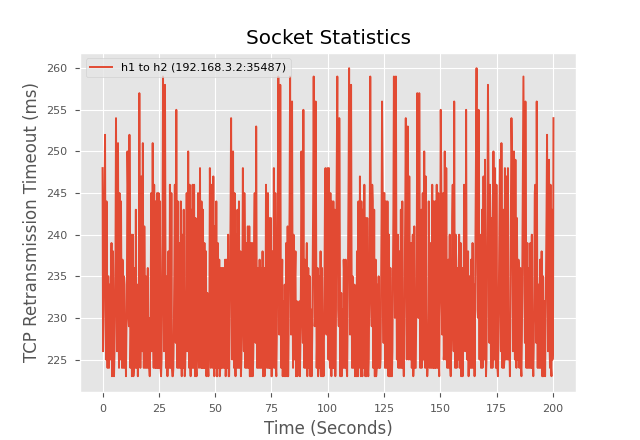 Socket Statistics
h1 to h2 (192.168.3.2:35487)
TCP Retransmission Timeout (ms)
260
255
250
245
240
235
230
225
0 25 50 75 100 125 150 175 200
Time (Seconds)